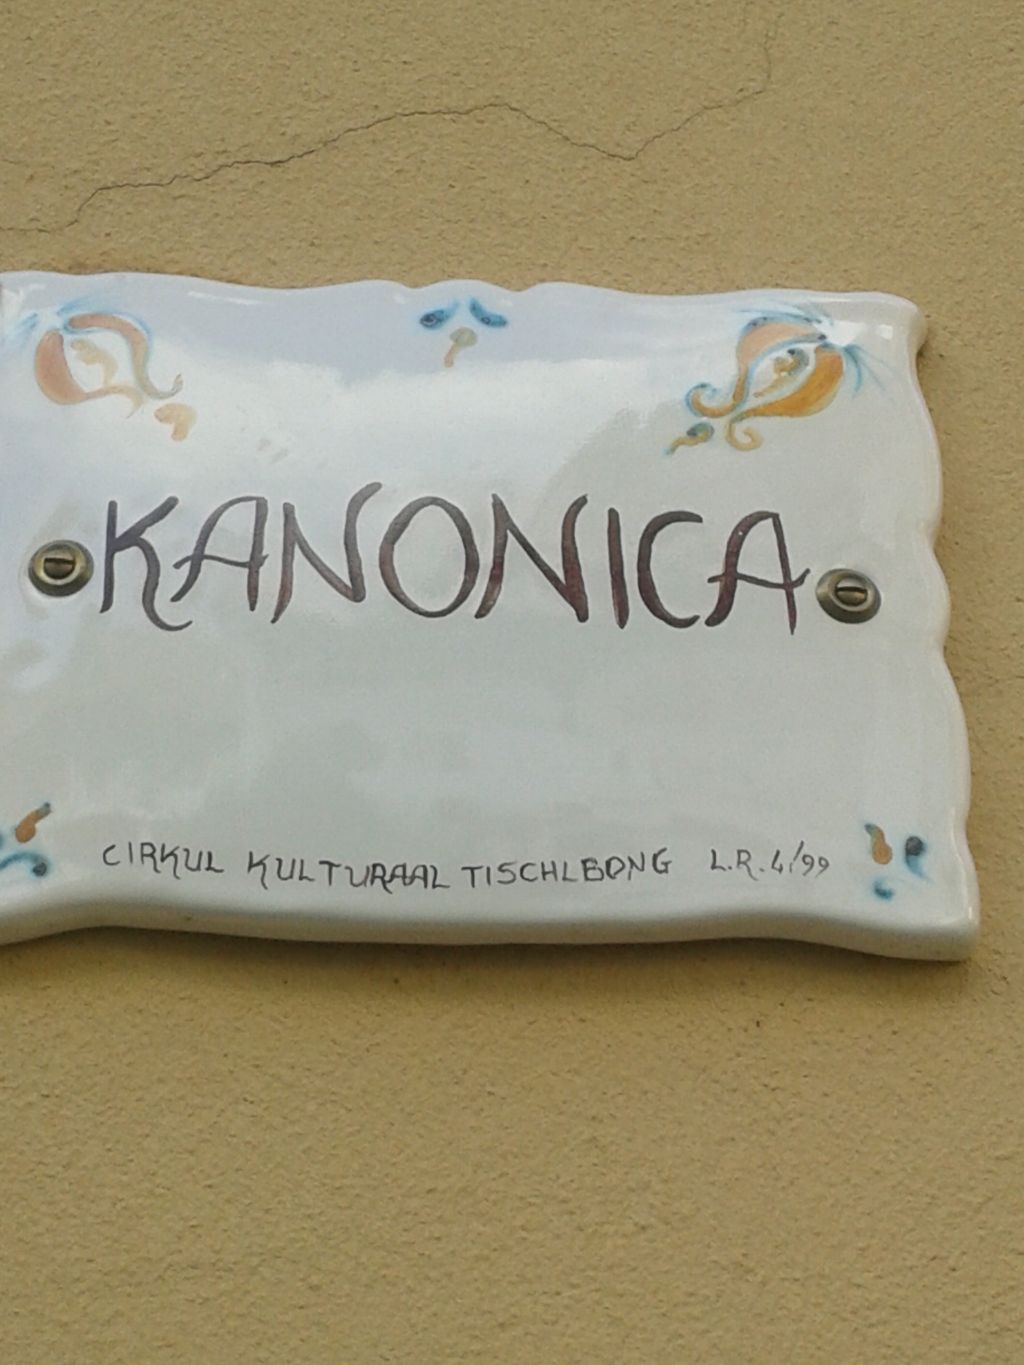 KANONICA
CIRKUL KULTURAAL TISCHLBONG L.R. 4/99